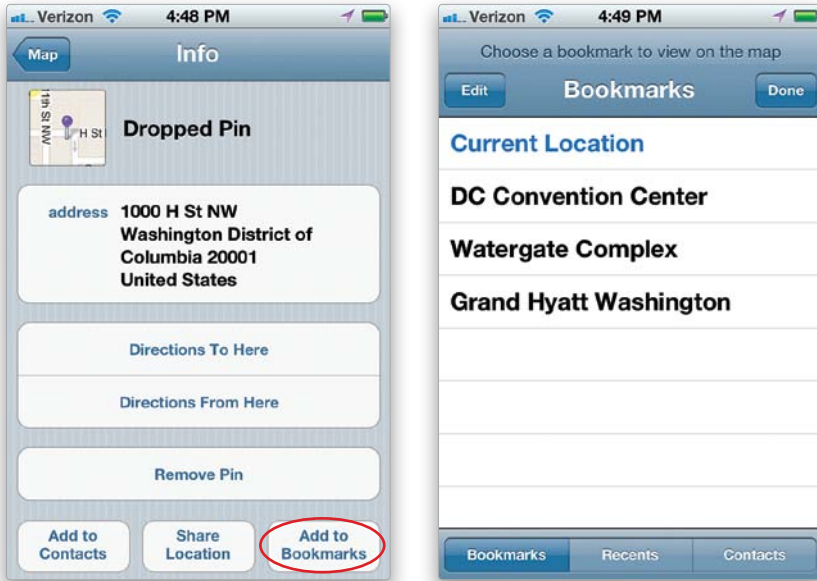 Verizon 4:48 PM
Map Info
11th St NW
H St
Dropped Pin
address 1000 H St NW
Washington District of
Columbia 20001
United States
Directions To Here
Directions From Here
Remove Pin
Add to
Contacts
Share
Location
Add to
Bookmarks
Verizon 4:49 PM
Choose a bookmark to view on the map
Edit Bookmarks Done
Current Location
DC Convention Center
Watergate Complex
Grand Hyatt Washington
Bookmarks Recents Contacts